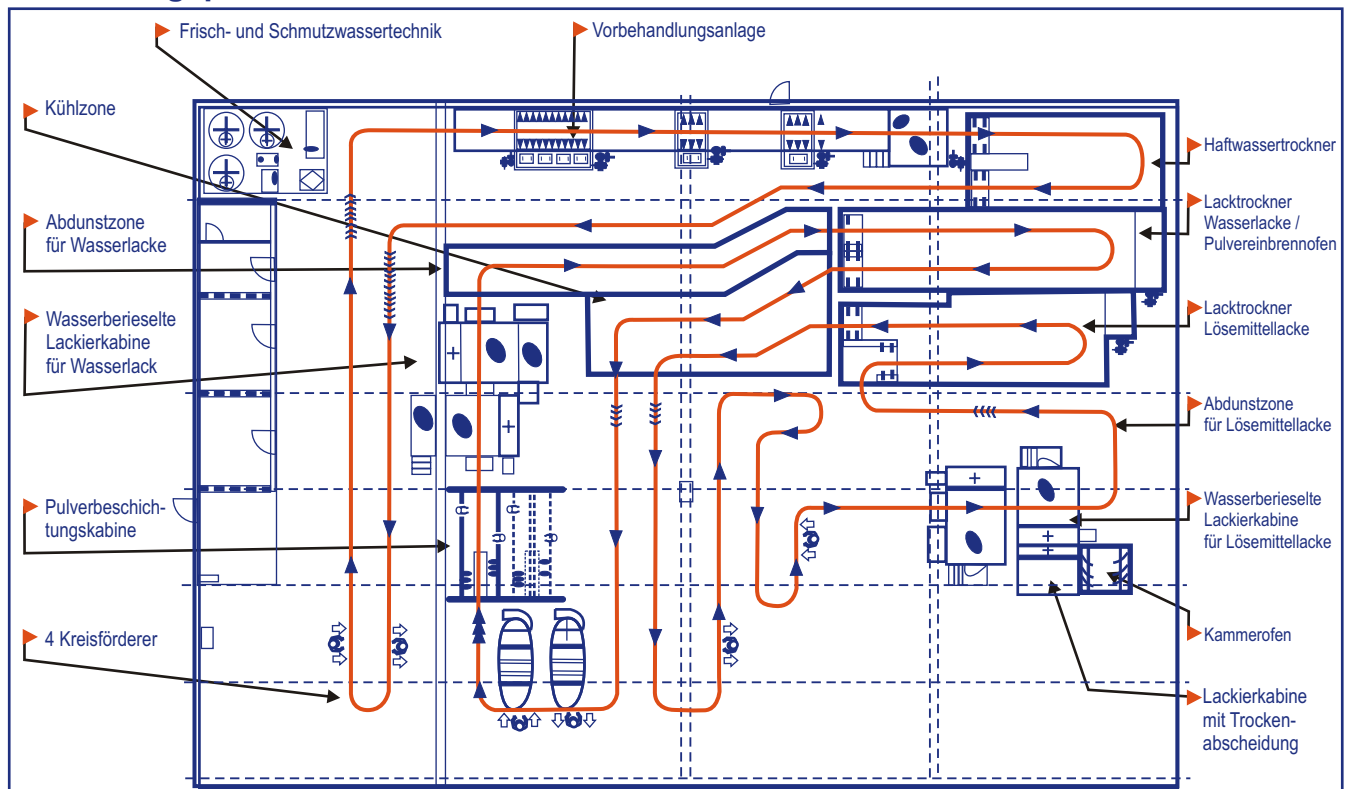 Frisch- und Schmutzwassertechnik
Vorbehandlungsanlage
Kühlzone
Abdunstzone
für Wasserlacke
Wasserberieselte
Lackierkabine
für Wasserlack
Pulverbeschich-
tungskabine
4 Kreisförderer
Haftwassertrockner
Lacktrockner
Wasserlacke /
Pulvereinbrennofen
Lacktrockner
Lösemittellacke
Abdunstzone
für Lösemittellacke
Wasserberieselte
Lackierkabine
für Lösemittellacke
Kammerofen
Lackierkabine
mit Trocken-
abscheidung